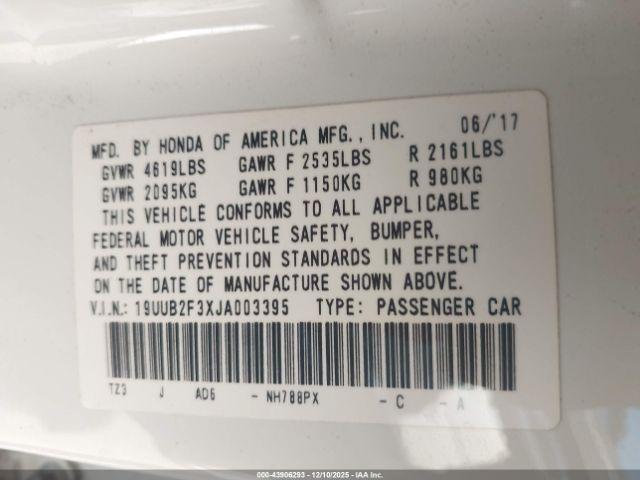 MFD. BY HONDA OF AMERICA MFG., INC. 06/'17
GVWR 4619LBS GAWR F 2535LBS R 2161LBS
GVWR 2095KG GAWR F 1150KG R 980KG
THIS VEHICLE CONFORMS TO ALL APPLICABLE
FEDERAL MOTOR VEHICLE SAFETY, BUMPER,
AND THEFT PREVENTION STANDARDS IN EFFECT
ON THE DATE OF MANUFACTURE SHOWN ABOVE.
V.I.N.: 19UUB2F3XJA003395 TYPE: PASSENGER CAR
TZ3 J AD6 - NH788PX - C - A
000-43906293 - 12/10/2025 - IAA Inc.